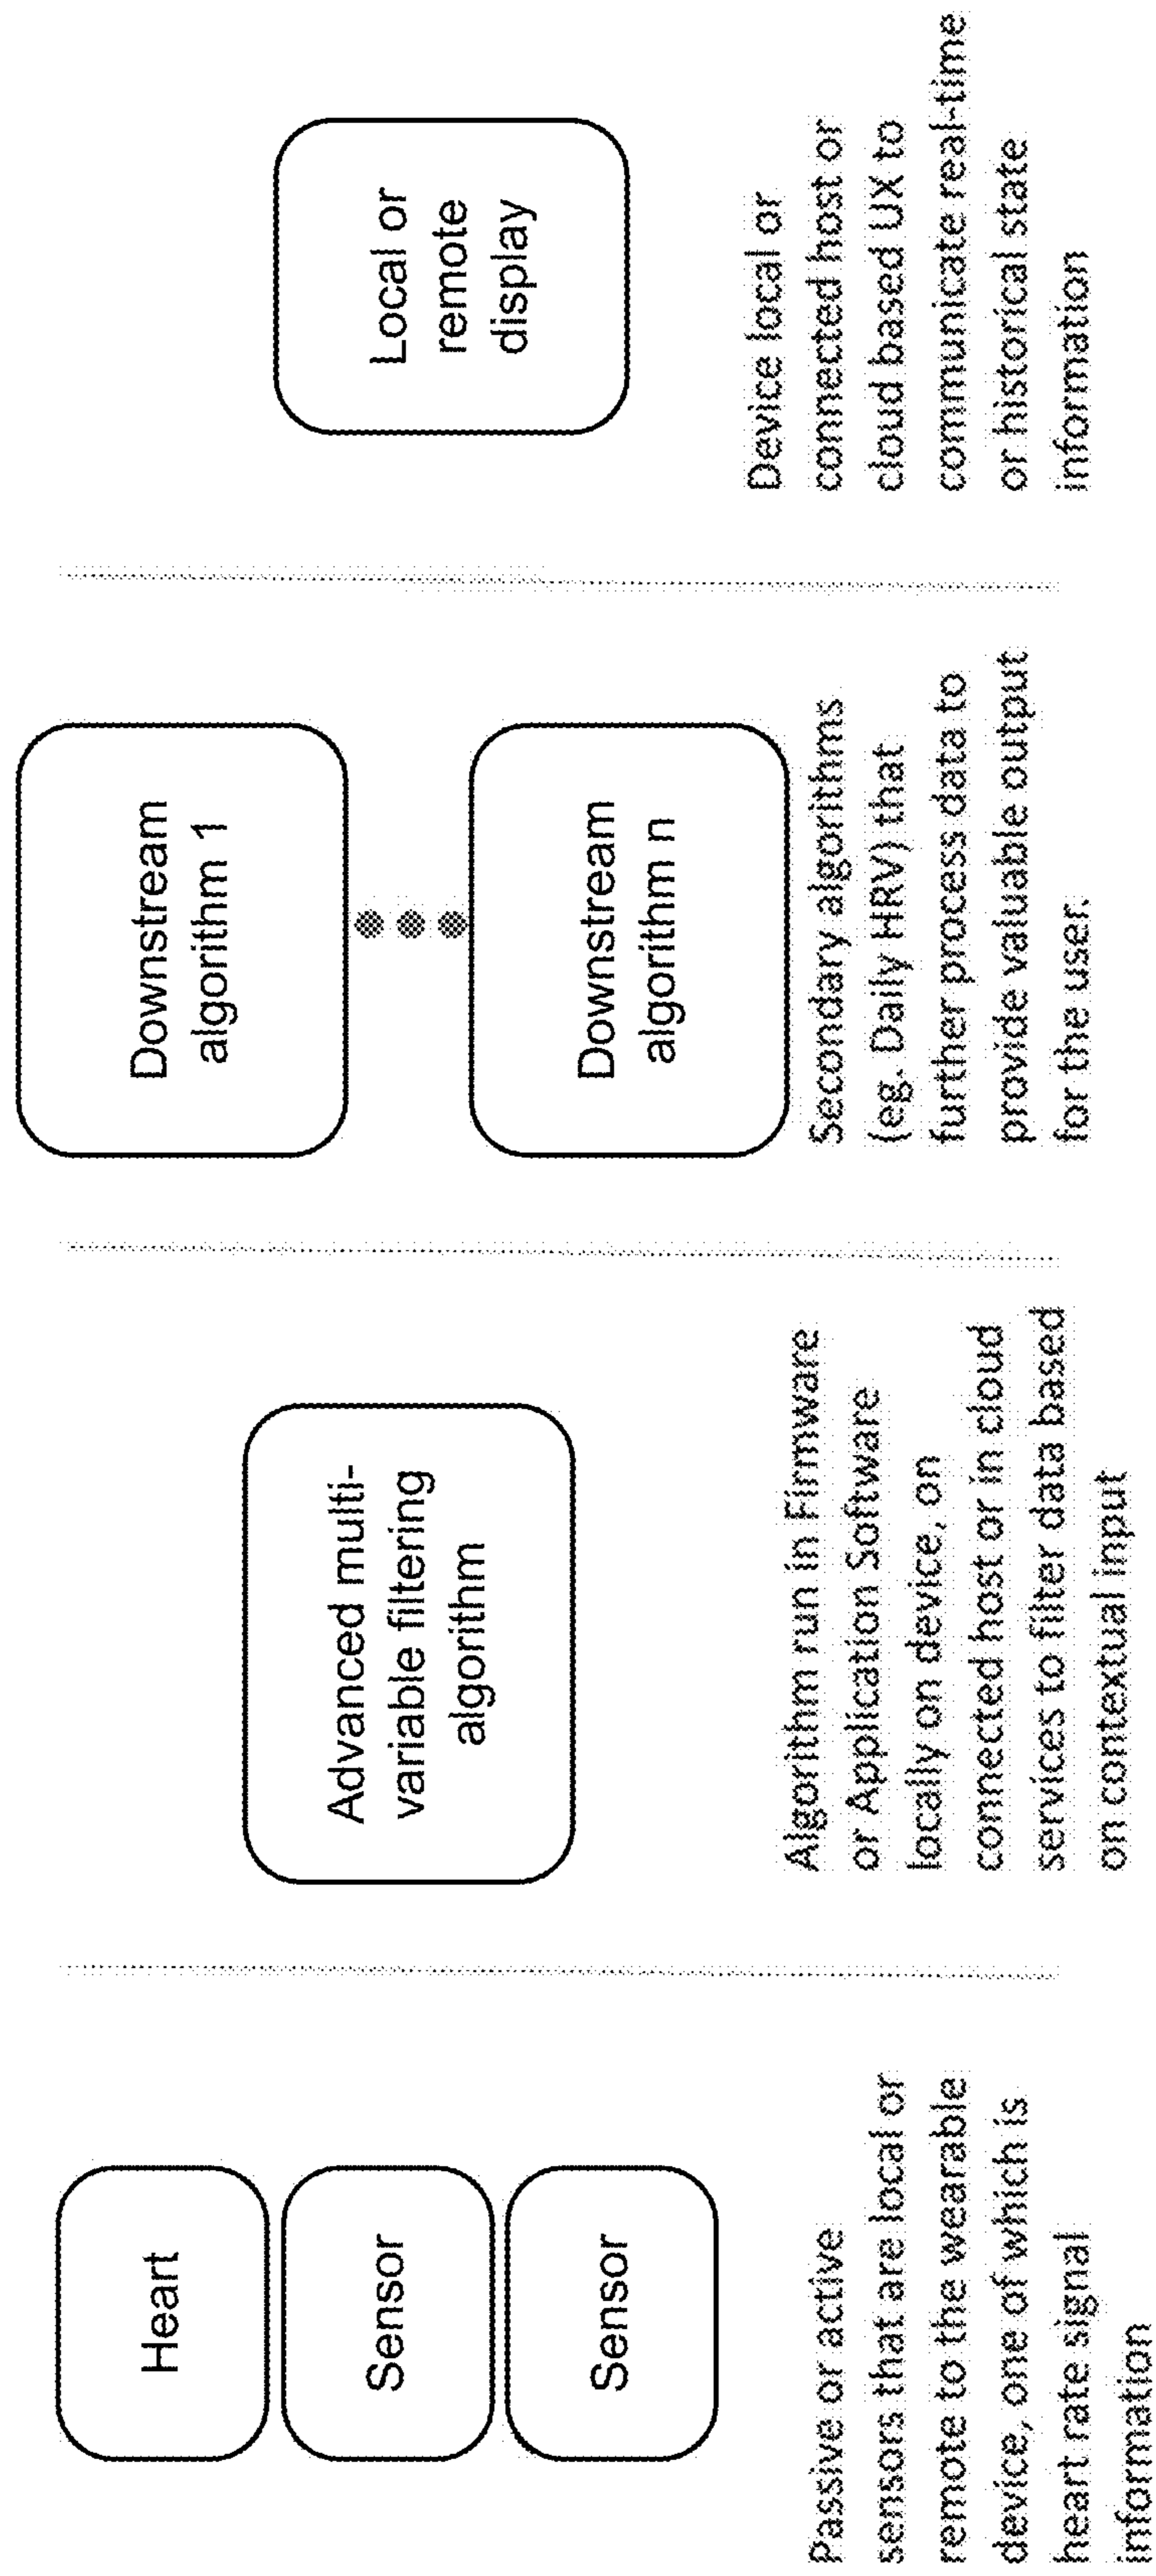 Heart
Sensor
Sensor
Passive or active
sensors that are local or
remote to the wearable
device, one of which is
heart rate signal
information
Advanced multi-
variable filtering
algorithm
Algorithm run in Firmware
or Application Software
locally on device, on
connected host or in cloud
services to filter data based
on contextual input
Downstream
algorithm 1
Downstream
algorithm n
Secondary algorithms
(eg. Daily HRV) that
further process data to
provide valuable output
for the user.
Local or
remote
display
Device local or
connected host or
cloud based UX to
communicate real-time
or historical state
information